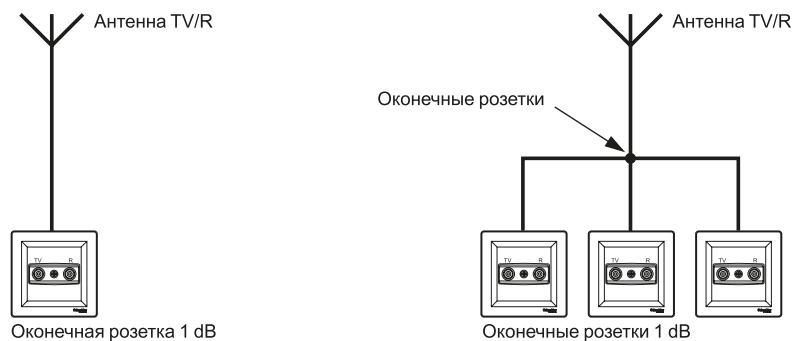 Антенна TV/R
Антенна TV/R
Оконечные розетки
TV R
TV R
TV R
TV R
Оконечная розетка 1 dB
Оконечные розетки 1 dB